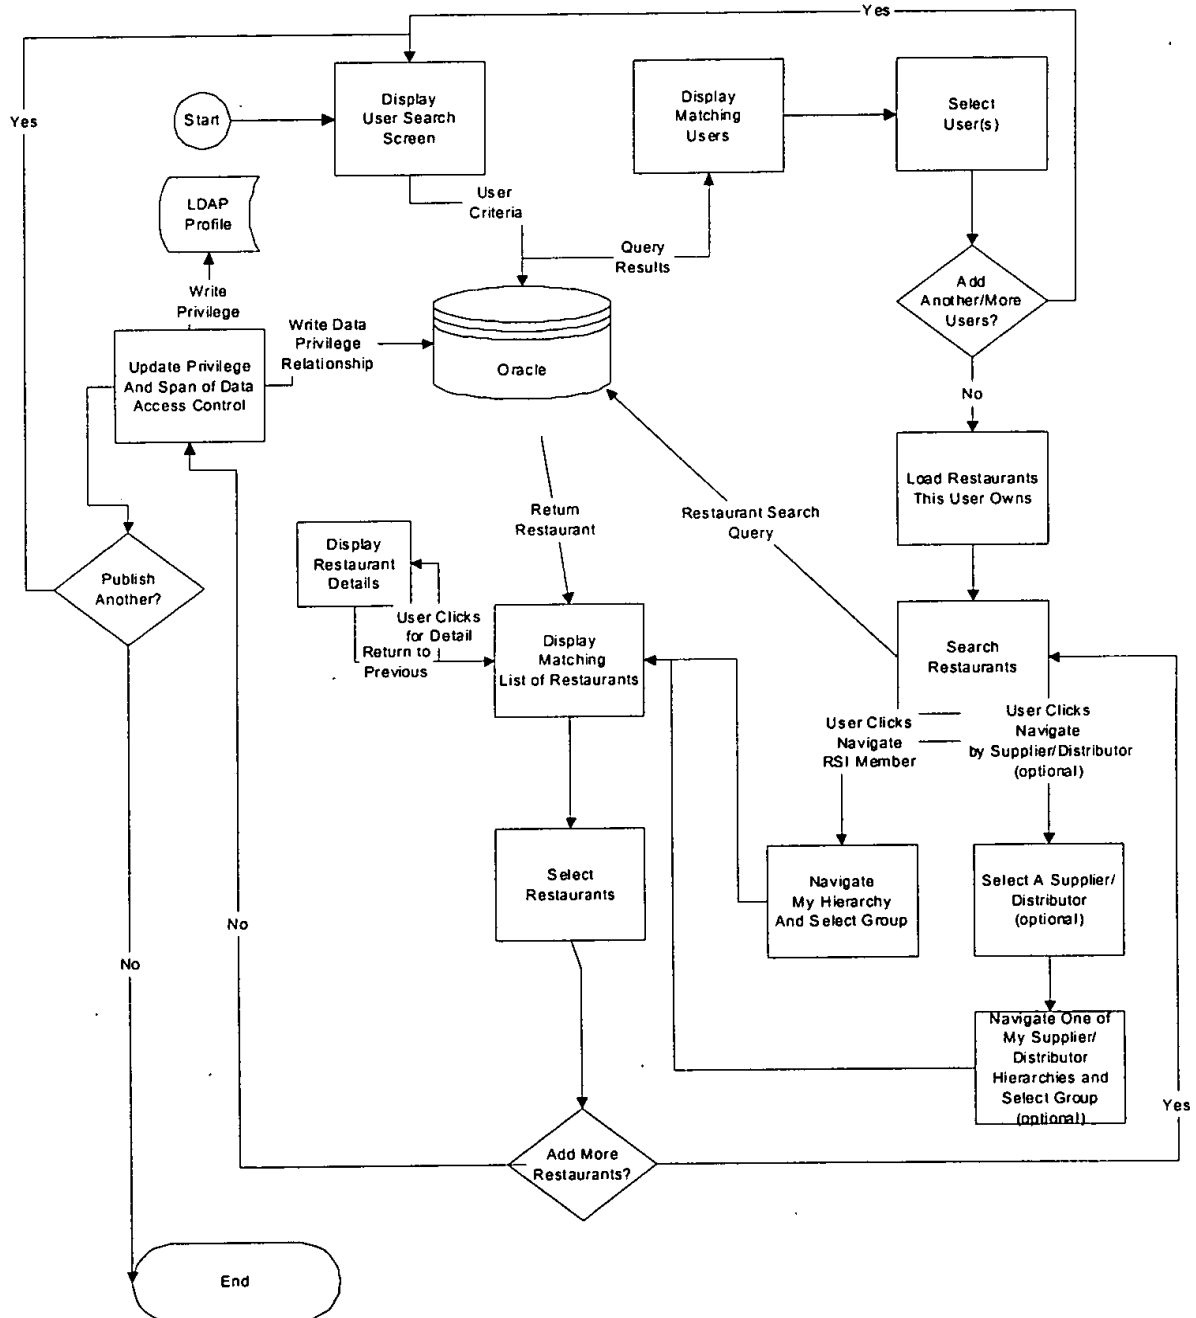 Yes
Yes
Start
Display
User Search
Screen
Display
Matching
Users
Select
User(s)
LDAP
Profile
User
Criteria
Query
Results
Write
Privilege
Write Data
Privilege
Relationship
Add
Another/More
Users?
Update Privilege
And Span of Data
Access Control
Oracle
No
Load Restaurants
This User Owns
Return
Restaurant
Restaurant Search
Query
Display
Restaurant
Details
Publish
Another?
User Clicks
for Detail
Return to
Previous
Display
Matching
List of Restaurants
Search
Restaurants
User Clicks
Navigate
RSI Member
User Clicks
Navigate
by Supplier/Distributor
(optional)
Select
Restaurants
Navigate
My Hierarchy
And Select Group
Select A Supplier/
Distributor
(optional)
No
No
Navigate One of
My Supplier/
Distributor
Hierarchies and
Select Group
(optional)
Yes
Add More
Restaurants?
End